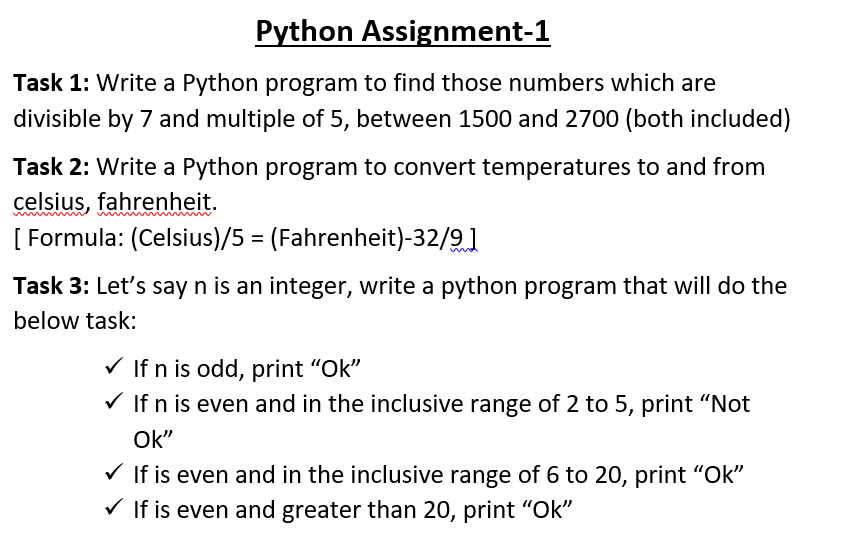 Python Assignment-1
Task 1: Write a Python program to find those numbers which are
divisible by 7 and multiple of 5, between 1500 and 2700 (both included)
Task 2: Write a Python program to convert temperatures to and from
celsius, fahrenheit.
[ Formula: (Celsius)/5 = (Fahrenheit)-32/9 ]
Task 3: Let’s say n is an integer, write a python program that will do the
below task:
✓ If n is odd, print “Ok”
✓ If n is even and in the inclusive range of 2 to 5, print “Not
Ok”
✓ If is even and in the inclusive range of 6 to 20, print “Ok”
✓ If is even and greater than 20, print “Ok”